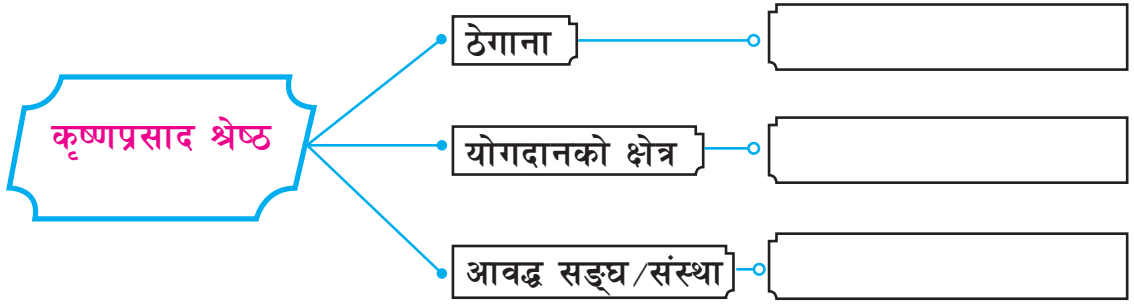 कृष्णप्रसाद श्रेष्ठ
ठेगाना
योगदानको क्षेत्र
आवद्ध सङ्घ/संस्था